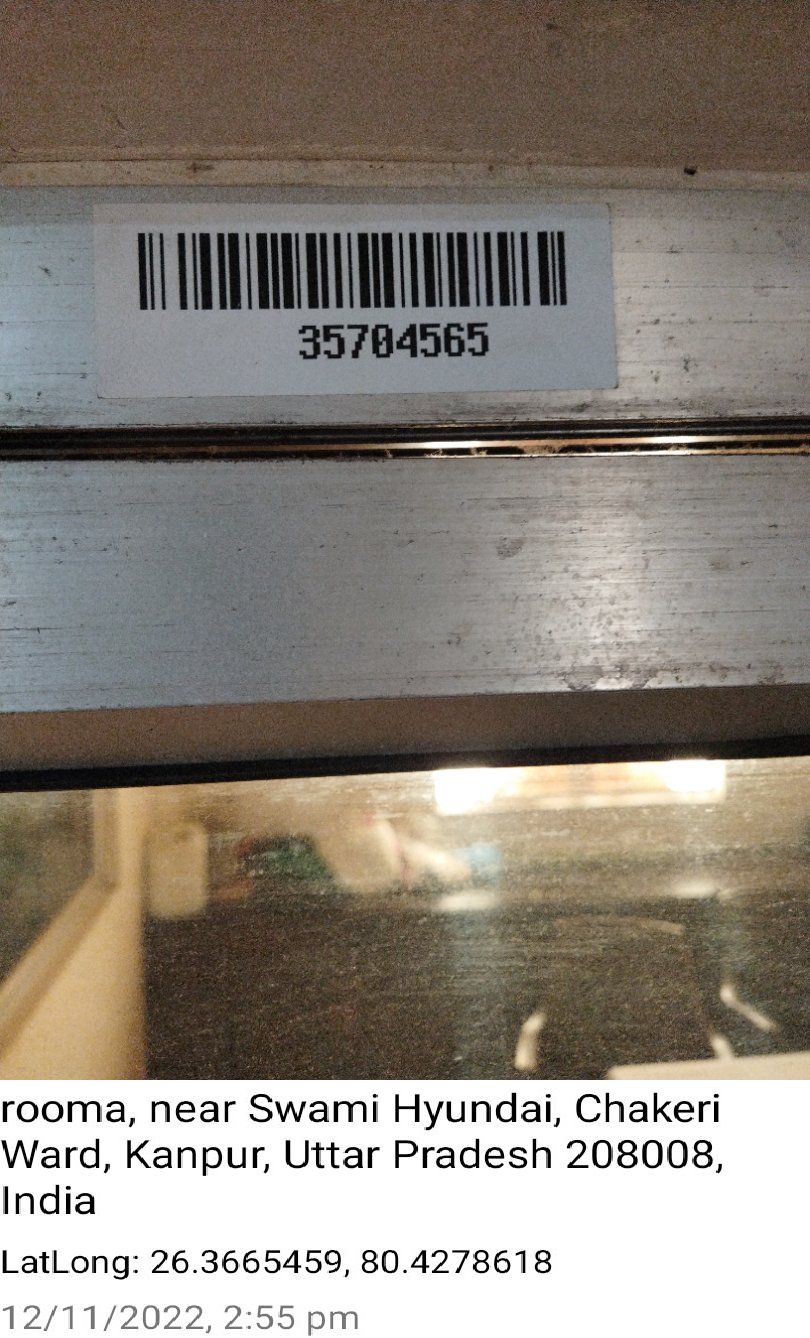 35704565
rooma, near Swami Hyundai, Chakeri
Ward, Kanpur, Uttar Pradesh 208008,
India
LatLong: 26.3665459, 80.4278618
12/11/2022, 2:55 pm